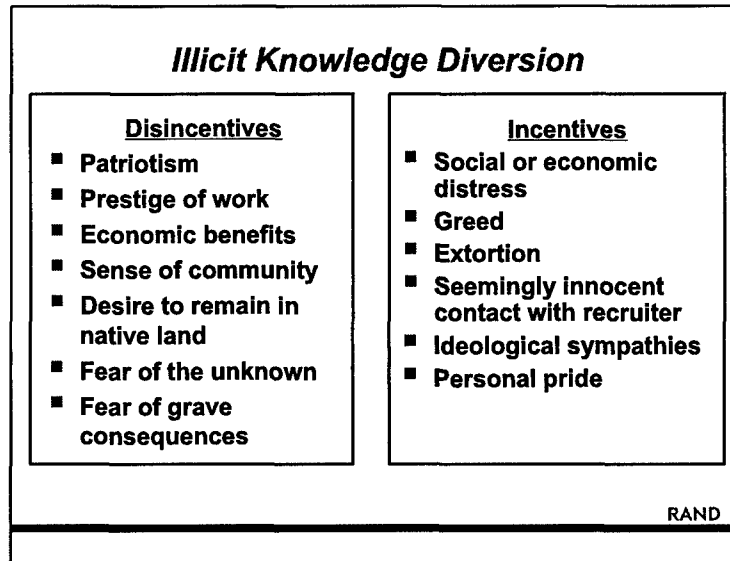 Illicit Knowledge Diversion
Disincentives
■ Patriotism
■ Prestige of work
■ Economic benefits
■ Sense of community
■ Desire to remain in
native land
■ Fear of the unknown
■ Fear of grave
consequences
Incentives
■ Social or economic
distress
■ Greed
■ Extortion
■ Seemingly innocent
contact with recruiter
■ Ideological sympathies
■ Personal pride
RAND